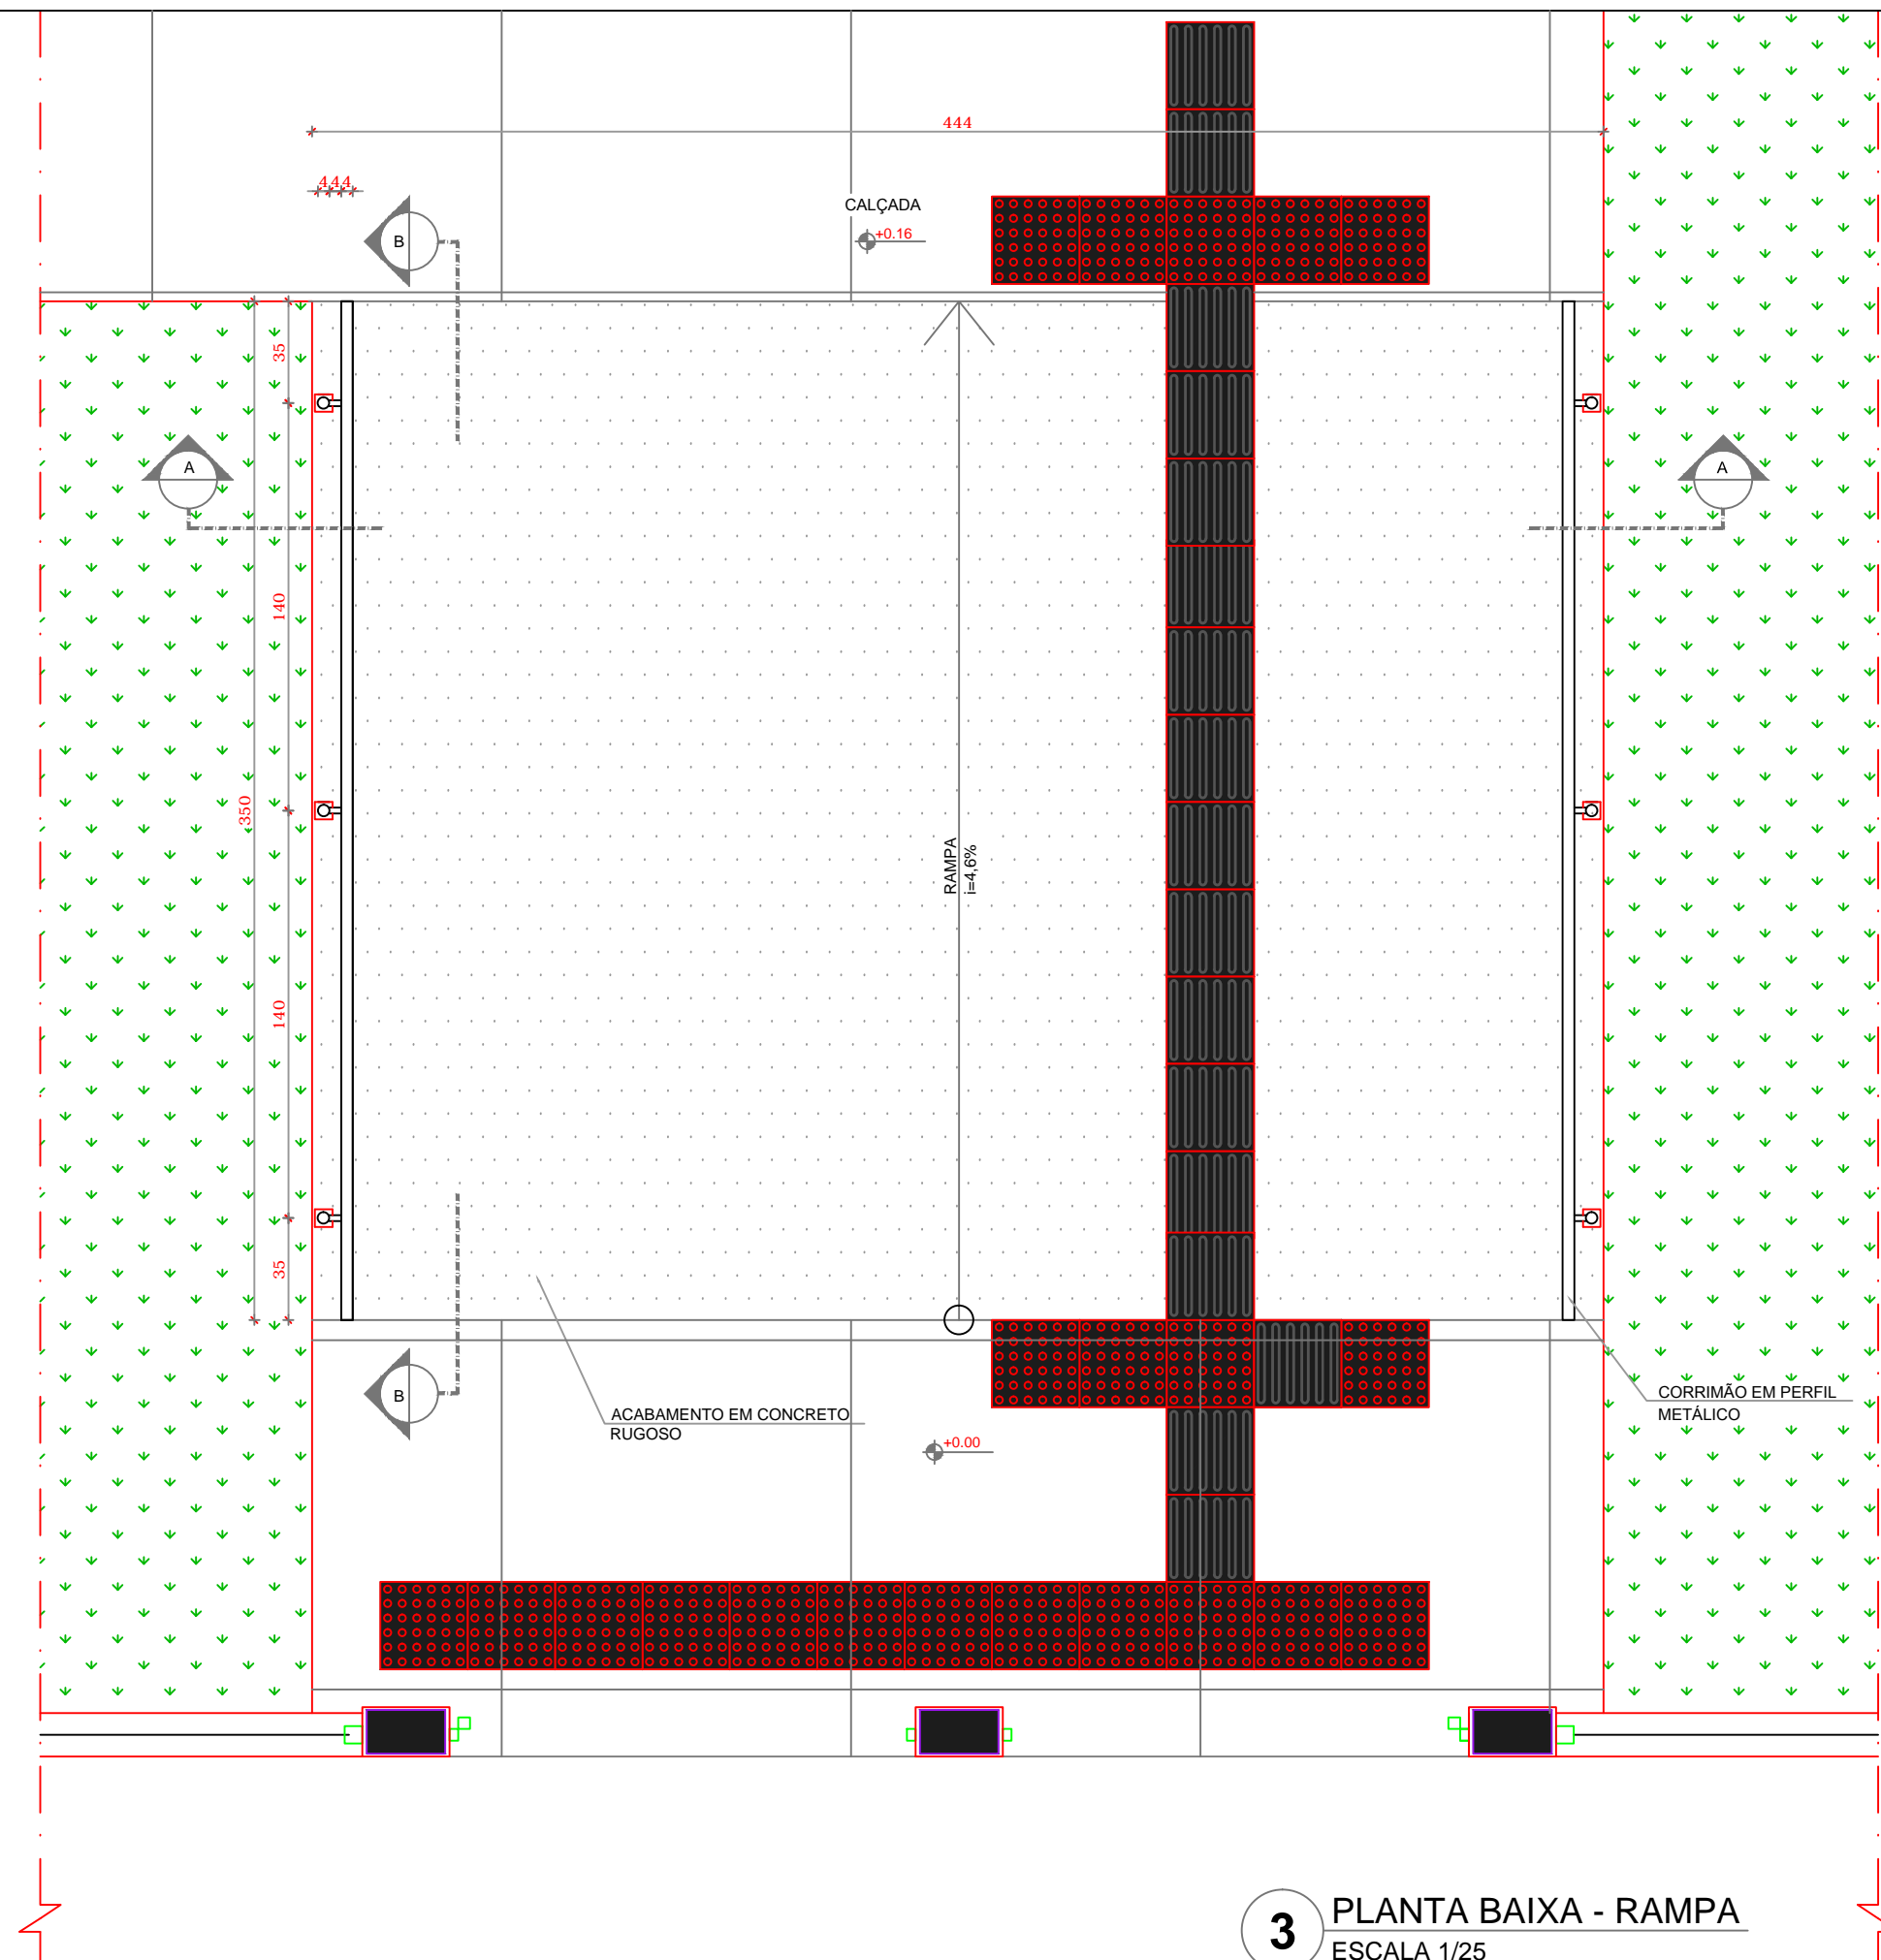 444
444
B
CALÇADA
+0.16
35
A
A
140
350
RAMPA
i=4,6%
140
35
B
ACABAMENTO EM CONCRETO
RUGOSO
+0.00
CORRIMÃO EM PERFIL
METÁLICO
3
PLANTA BAIXA - RAMPA
ESCALA 1/25